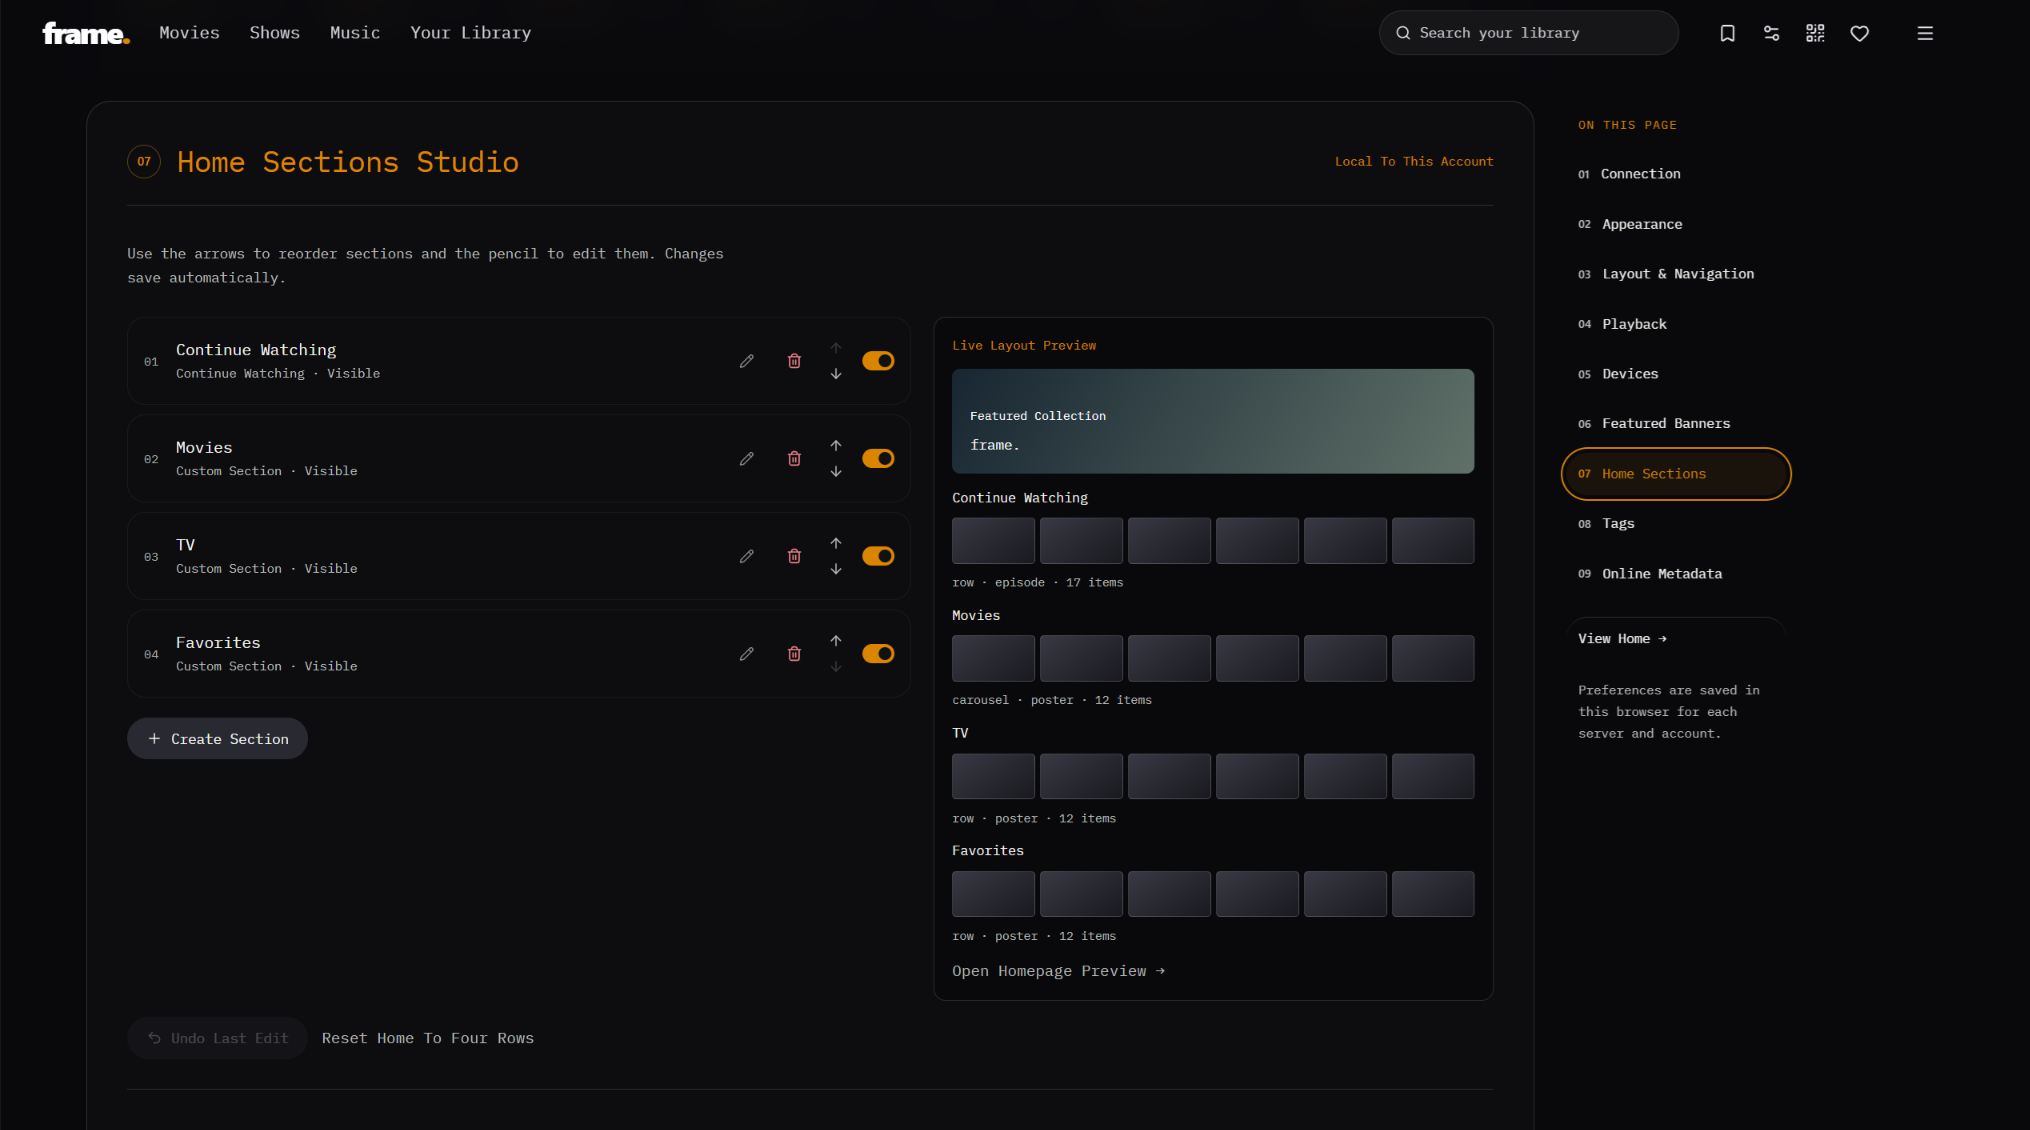 frame.
Movies
Shows
Music
Your Library
Search your library
07
Home Sections Studio
Local To This Account
Use the arrows to reorder sections and the pencil to edit them. Changes
save automatically.
01
Continue Watching
Continue Watching · Visible
02
Movies
Custom Section · Visible
03
TV
Custom Section · Visible
04
Favorites
Custom Section · Visible
+ Create Section
Live Layout Preview
Featured Collection
frame.
Continue Watching
row · episode · 17 items
Movies
carousel · poster · 12 items
TV
row · poster · 12 items
Favorites
row · poster · 12 items
Open Homepage Preview →
Undo Last Edit
Reset Home To Four Rows
ON THIS PAGE
01 Connection
02 Appearance
03 Layout & Navigation
04 Playback
05 Devices
06 Featured Banners
07 Home Sections
08 Tags
09 Online Metadata
View Home →
Preferences are saved in
this browser for each
server and account.